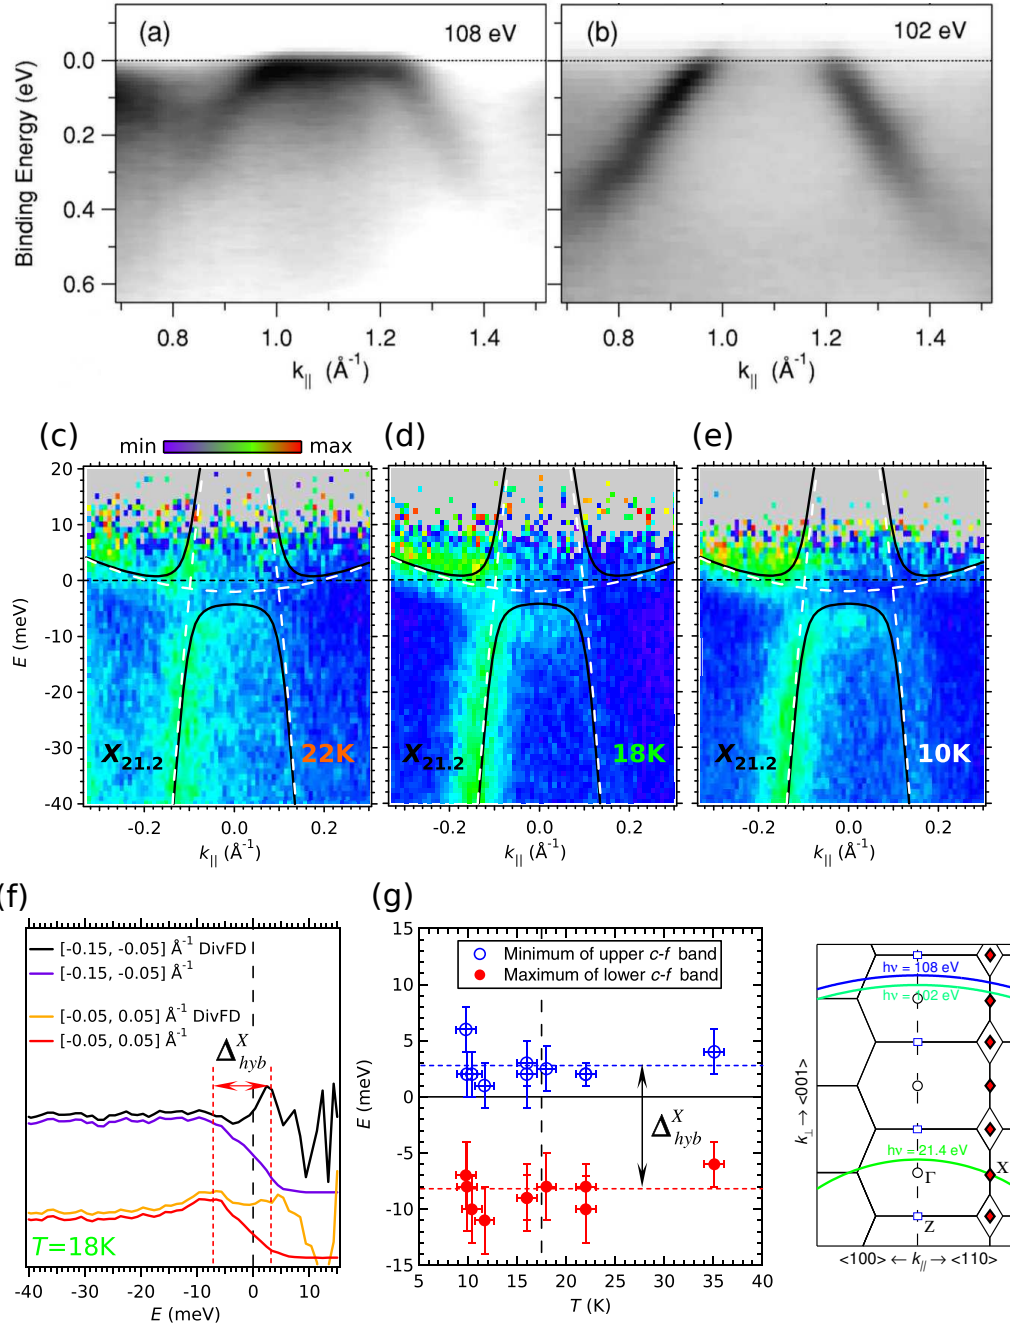 (a) 108 eV
(b) 102 eV
Binding Energy (eV)
0.0
0.2
0.4
0.6
0.8 1.0 1.2 1.4
0.8 1.0 1.2 1.4
k|| (Å-1)
k|| (Å-1)
(c) (d) (e)
min max
E (meV)
20
10
0
-10
-20
-30
-40
X21.2 22K
X21.2 18K
X21.2 10K
-0.2 0.0 0.2
-0.2 0.0 0.2
-0.2 0.0 0.2
k|| (Å-1)
k|| (Å-1)
k|| (Å-1)
(f)
[-0.15, -0.05] Å-1 DivFD
[-0.15, -0.05] Å-1
[-0.05, 0.05] Å-1 DivFD
[-0.05, 0.05] Å-1
ΔXhyb
T=18K
-40 -30 -20 -10 0 10
E (meV)
(g)
Minimum of upper c-f band
Maximum of lower c-f band
E (meV)
15
10
5
0
-5
-10
-15
ΔXhyb
5 10 15 20 25 30 35 40
T (K)
hν = 108 eV
hν = 102 eV
hν = 21.4 eV
k⊥ → <001>
Γ
X
Z
<100> ← k|| → <110>